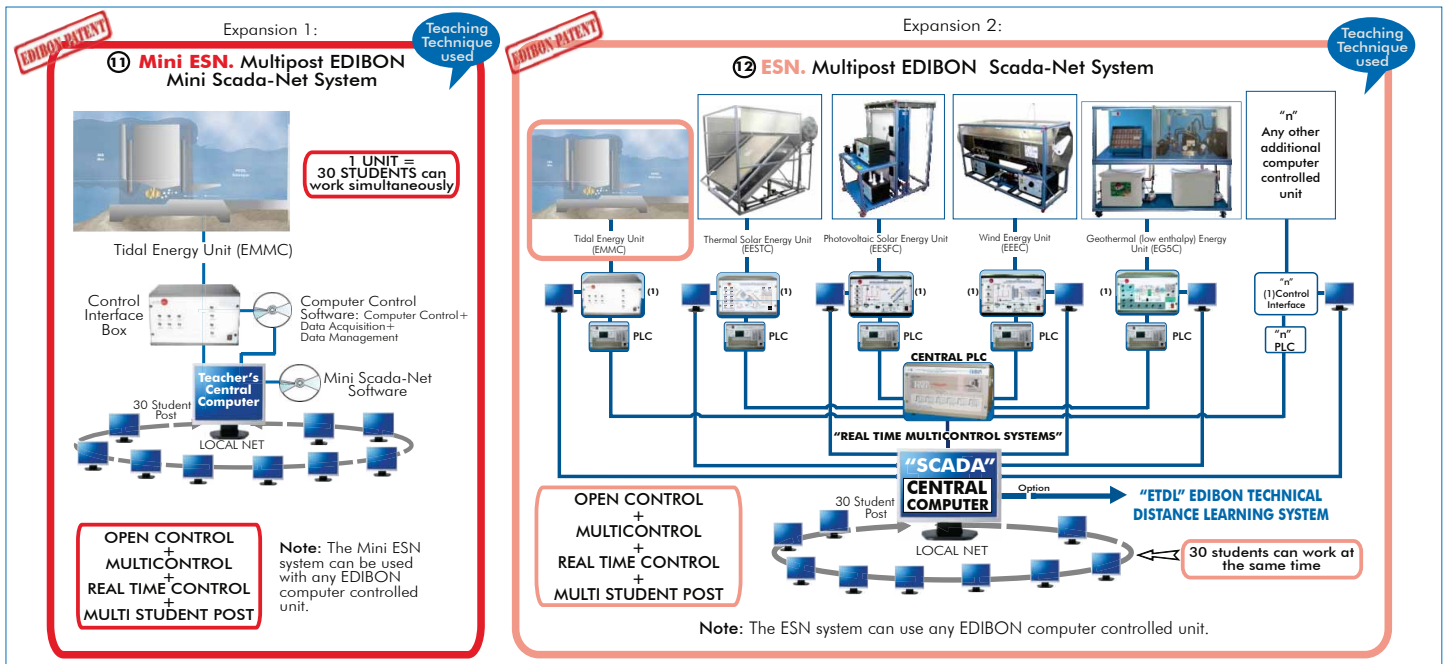 Expansion 1:
EDIBON-PATENT
Teaching
Technique
used
11 Mini ESN. Multipost EDIBON
Mini Scada-Net System
1 UNIT =
30 STUDENTS can
work simultaneously
Tidal Energy Unit (EMMC)
Control
Interface
Box
Computer Control
Software: Computer Control+
Data Acquisition+
Data Management
Teacher's
Central
Computer
Mini Scada-Net
Software
30 Student
Post
LOCAL NET
OPEN CONTROL
+
MULTICONTROL
+
REAL TIME CONTROL
+
MULTI STUDENT POST
Note: The Mini ESN
system can be used
with any EDIBON
computer controlled
unit.
Expansion 2:
EDIBON-PATENT
Teaching
Technique
used
12 ESN. Multipost EDIBON Scada-Net System
Tidal Energy Unit
(EMMC)
Thermal Solar Energy Unit
(EESTC)
Photovoltaic Solar Energy Unit
(EESFC)
Wind Energy Unit
(EEEC)
Geothermal (low enthalpy) Energy
Unit (EG5C)
"n"
Any other
additional
computer
controlled
unit
(1)
(1)
(1)
(1)
(1)
"n"
(1)Control
Interface
PLC
PLC
PLC
PLC
PLC
"n"
PLC
CENTRAL PLC
"REAL TIME MULTICONTROL SYSTEMS"
"SCADA"
CENTRAL
COMPUTER
Option
"ETDL" EDIBON TECHNICAL
DISTANCE LEARNING SYSTEM
30 Student
Post
LOCAL NET
30 students can work at
the same time
OPEN CONTROL
+
MULTICONTROL
+
REAL TIME CONTROL
+
MULTI STUDENT POST
Note: The ESN system can use any EDIBON computer controlled unit.